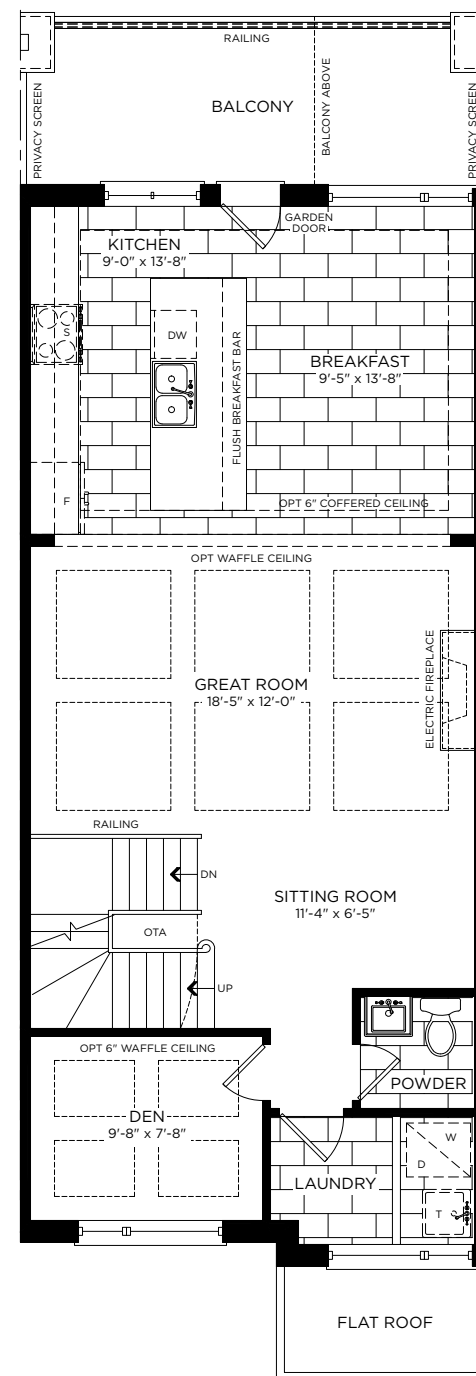 RAILING
BALCONY
PRIVACY SCREEN
BALCONY ABOVE
PRIVACY SCREEN
GARDEN
DOOR
KITCHEN
9'-0" x 13'-8"
S
DW
FLUSH BREAKFAST BAR
BREAKFAST
9'-5" x 13'-8"
F
OPT 6" COFFERED CEILING
OPT WAFFLE CEILING
GREAT ROOM
18'-5" x 12'-0"
ELECTRIC FIREPLACE
RAILING
DN
OTA
SITTING ROOM
11'-4" x 6'-5"
UP
OPT 6" WAFFLE CEILING
POWDER
DEN
9'-8" x 7'-8"
W
D
LAUNDRY
T
FLAT ROOF